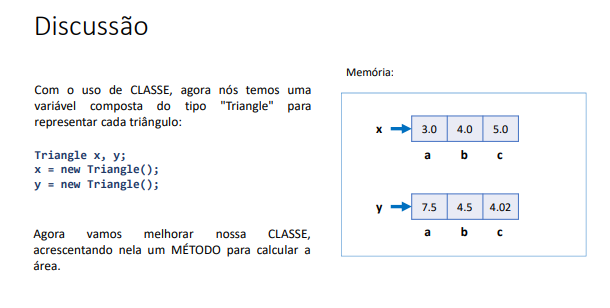 Discussão
Com o uso de CLASSE, agora nós temos uma
variável composta do tipo "Triangle" para
representar cada triângulo:
Triangle x, y;
x = new Triangle();
y = new Triangle();
Agora vamos melhorar nossa CLASSE,
acrescentando nela um MÉTODO para calcular a
área.
Memória:
x 3.0 4.0 5.0
a b c
y 7.5 4.5 4.02
a b c